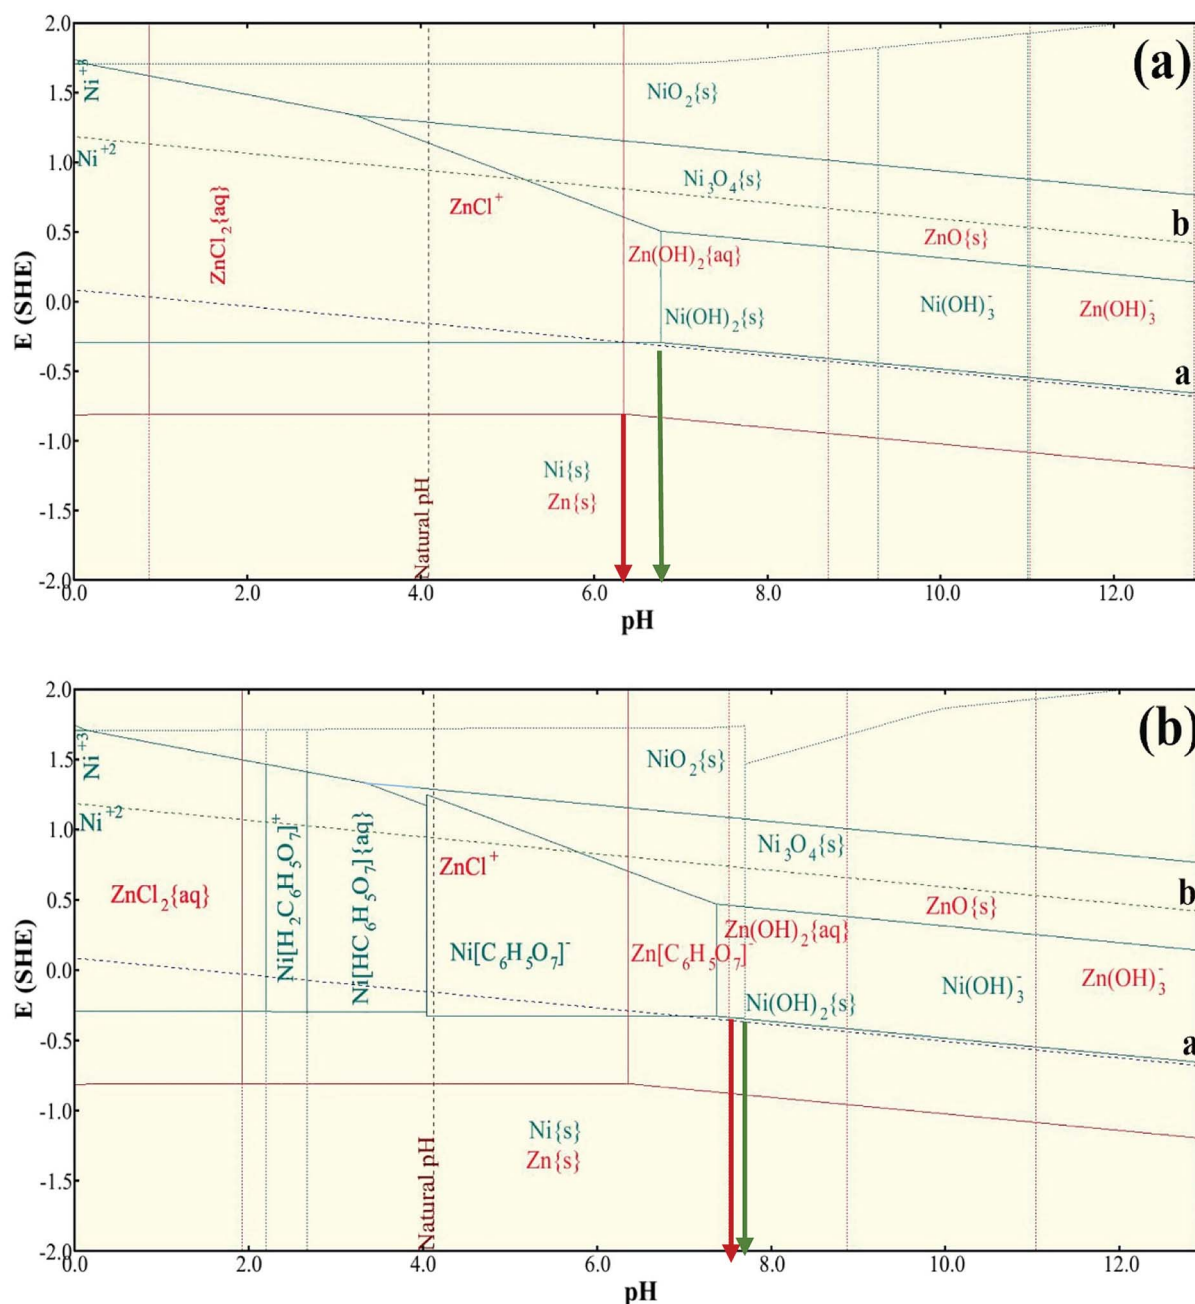 (a)
2.0
1.5
1.0
0.5
0.0
-0.5
-1.0
-1.5
-2.0
E (SHE)
Ni⁺³
Ni⁺²
NiO₂{s}
Ni₃O₄{s}
ZnCl₂{aq}
ZnCl⁺
b
ZnO{s}
Zn(OH)₂{aq}
Ni(OH)₂{s}
Ni(OH)₃⁻
Zn(OH)₃⁻
a
Ni{s}
Zn{s}
Natural pH
0.0 2.0 4.0 6.0 8.0 10.0 12.0
pH
(b)
2.0
1.5
1.0
0.5
0.0
-0.5
-1.0
-1.5
-2.0
E (SHE)
Ni⁺³
Ni⁺²
NiO₂{s}
Ni₃O₄{s}
ZnCl₂{aq}
Ni[H₂C₆H₅O₇]⁺
Ni[HC₆H₅O₇]{aq}
ZnCl⁺
b
ZnO{s}
Zn(OH)₂{aq}
Ni[C₆H₅O₇]⁻
Zn[C₆H₅O₇]⁻
Ni(OH)₂{s}
Ni(OH)₃⁻
Zn(OH)₃⁻
a
Ni{s}
Zn{s}
Natural pH
0.0 2.0 4.0 6.0 8.0 10.0 12.0
pH